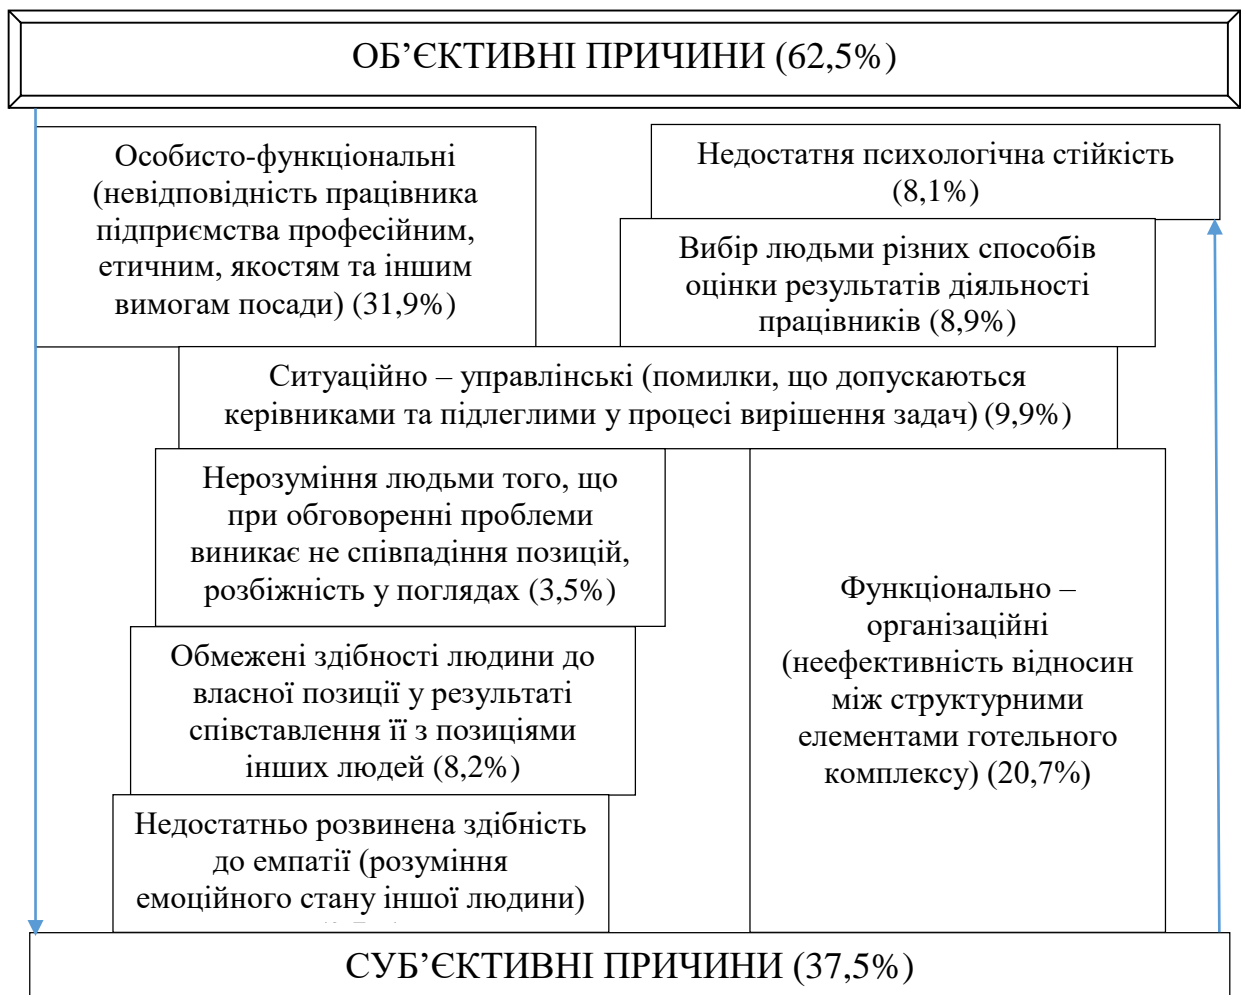 ОБ’ЄКТИВНІ ПРИЧИНИ (62,5%)
Особисто-функціональні
(невідповідність працівника
підприємства професійним,
етичним, якостям та іншим
вимогам посади) (31,9%)
Недостатня психологічна стійкість
(8,1%)
Вибір людьми різних способів
оцінки результатів діяльності
працівників (8,9%)
Ситуаційно – управлінські (помилки, що допускаються
керівниками та підлеглими у процесі вирішення задач) (9,9%)
Нерозуміння людьми того, що
при обговоренні проблеми
виникає не співпадіння позицій,
розбіжність у поглядах (3,5%)
Обмежені здібності людини до
власної позиції у результаті
співставлення її з позиціями
інших людей (8,2%)
Недостатньо розвинена здібність
до емпатії (розуміння
емоційного стану іншої людини)
Функціонально –
організаційні
(неефективність відносин
між структурними
елементами готельного
комплексу) (20,7%)
СУБ’ЄКТИВНІ ПРИЧИНИ (37,5%)